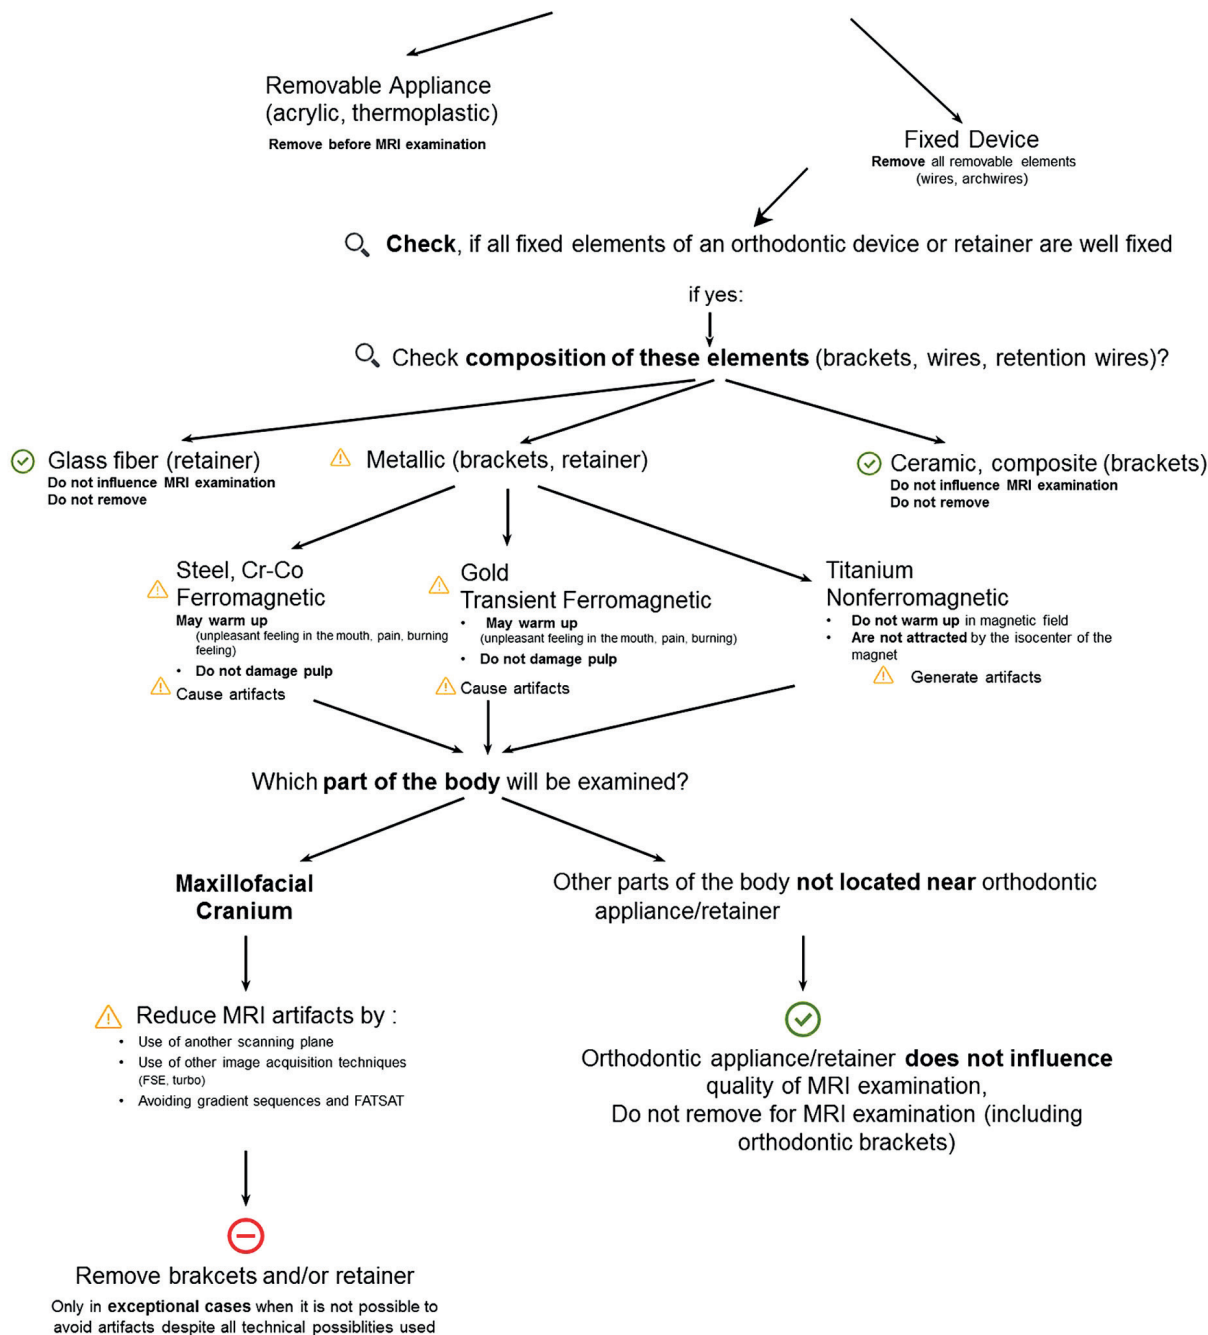 Removable Appliance
(acrylic, thermoplastic)
Remove before MRI examination
Fixed Device
Remove all removable elements
(wires, archwires)
Check, if all fixed elements of an orthodontic device or retainer are well fixed
if yes:
Check composition of these elements (brackets, wires, retention wires)?
Glass fiber (retainer)
Do not influence MRI examination
Do not remove
Metallic (brackets, retainer)
Ceramic, composite (brackets)
Do not influence MRI examination
Do not remove
Steel, Cr-Co
Ferromagnetic
May warm up
(unpleasant feeling in the mouth, pain, burning
feeling)
• Do not damage pulp
Cause artifacts
Gold
Transient Ferromagnetic
• May warm up
(unpleasant feeling in the mouth, pain, burning)
• Do not damage pulp
Cause artifacts
Titanium
Nonferromagnetic
• Do not warm up in magnetic field
• Are not attracted by the isocenter of the
magnet
Generate artifacts
Which part of the body will be examined?
Maxillofacial
Cranium
Other parts of the body not located near orthodontic
appliance/retainer
Reduce MRI artifacts by :
• Use of another scanning plane
• Use of other image acquisition techniques
(FSE, turbo)
• Avoiding gradient sequences and FATSAT
Orthodontic appliance/retainer does not influence
quality of MRI examination,
Do not remove for MRI examination (including
orthodontic brackets)
Remove brakcets and/or retainer
Only in exceptional cases when it is not possible to
avoid artifacts despite all technical possiblities used